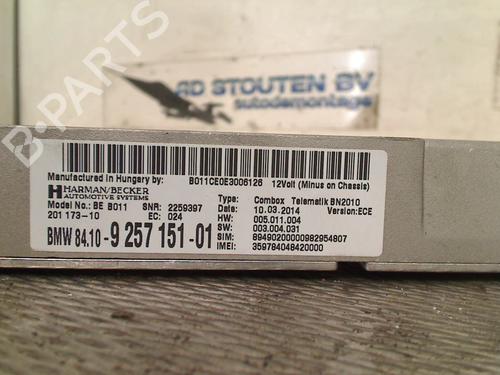 AD STOUTEN BV
autodemontage
B-PARTS
Manufactured in Hungary by: B011CE0E3006126 12Volt (Minus on Chassis)
HARMAN/BECKER
AUTOMOTIVE SYSTEMS
Type: Combox Telematik BN2010
Model No.: BE B011 SNR: 2259397 Date: 10.03.2014 Version:ECE
201 173-10 EC: 024 HW: 005.011.004
SW: 003.004.031
BMW 84.10-9 257 151-01 SIM: 89490200000982954807
IMEI: 359784048420000